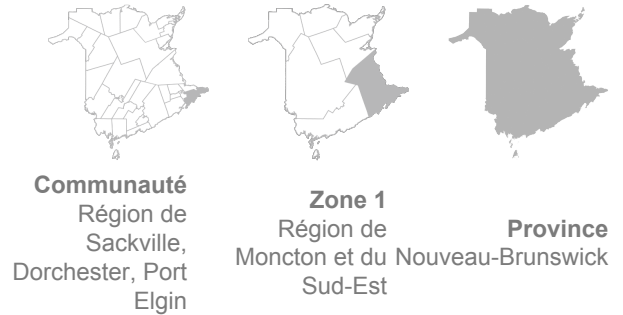 Communauté
Région de
Sackville,
Dorchester, Port
Elgin
Zone 1
Région de
Moncton et du
Sud-Est
Province
Nouveau-Brunswick